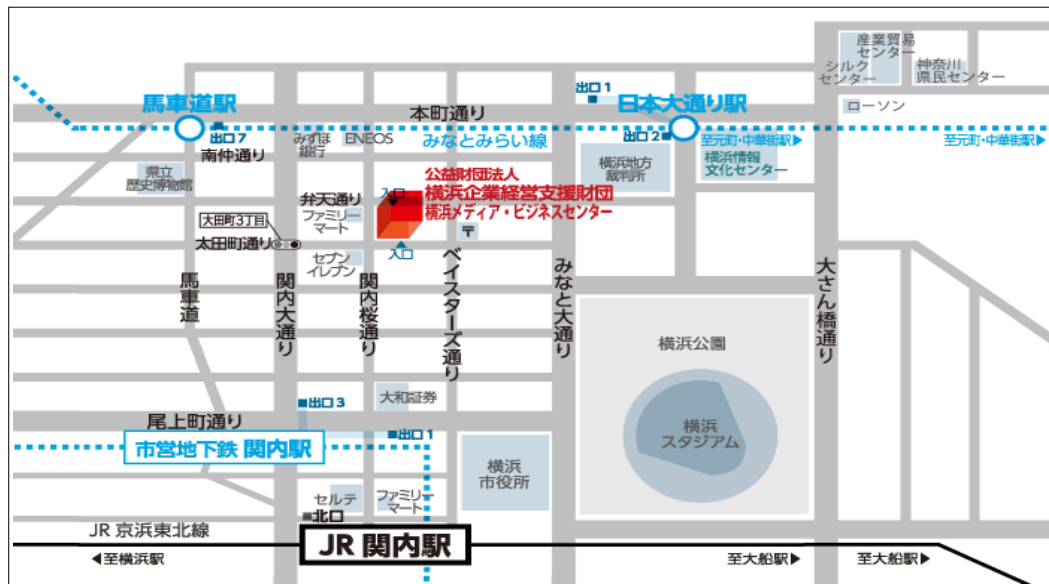 産業貿易
センター
シルク
センター
神奈川
県民センター
出口1
馬車道駅
本町通り
日本大通り駅
ローソン
出口7
みずほ
銀行
ENEOS
みなとみらい線
出口2
至元町・中華街駅▶
至元町・中華街駅▶
南仲通り
県立
歴史博物館
横浜地方
裁判所
横浜情報
文化センター
公益財団法人
横浜企業経営支援財団
横浜メディア・ビジネスセンター
入口
弁天通り
ファミリー
マート
大田町3丁目
太田町通り
〒
入口
セブン
イレブン
馬車道
関内大通り
関内桜通り
ベイスターズ通り
みなと大通り
大さん橋通り
横浜公園
横浜
スタジアム
出口3
大和証券
尾上町通り
出口1
市営地下鉄 関内駅
横浜
市役所
セルテ
ファミリー
マート
北口
JR 京浜東北線
JR 関内駅
◀至横浜駅
至大船駅▶
至大船駅▶